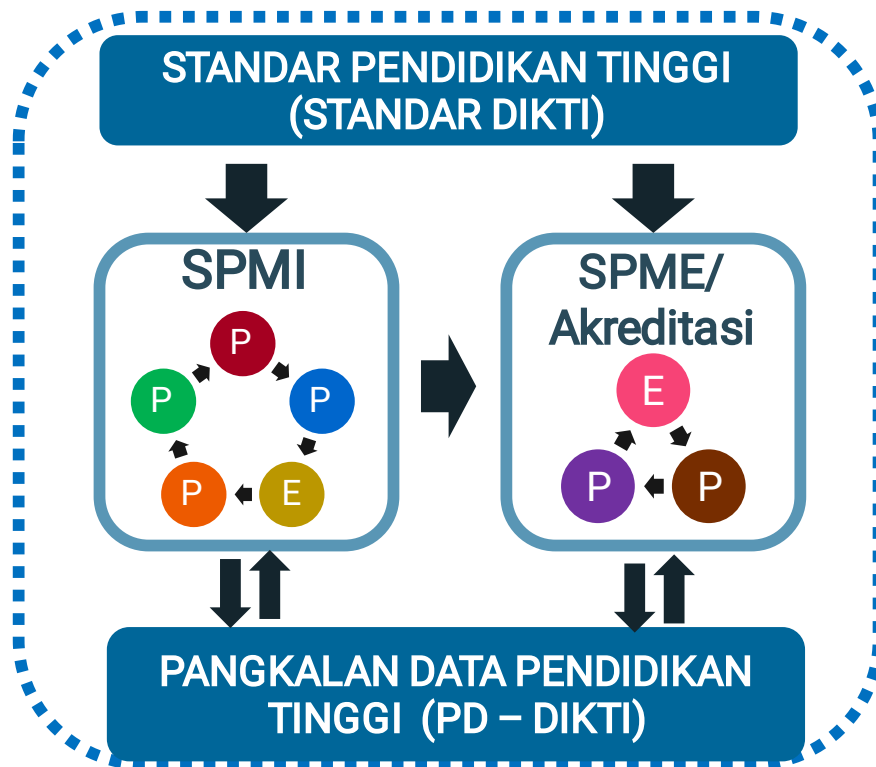 STANDAR PENDIDIKAN TINGGI
(STANDAR DIKTI)
SPMI
P
P
E
P
P
SPME/
Akreditasi
E
P
P
PANGKALAN DATA PENDIDIKAN
TINGGI (PD – DIKTI)